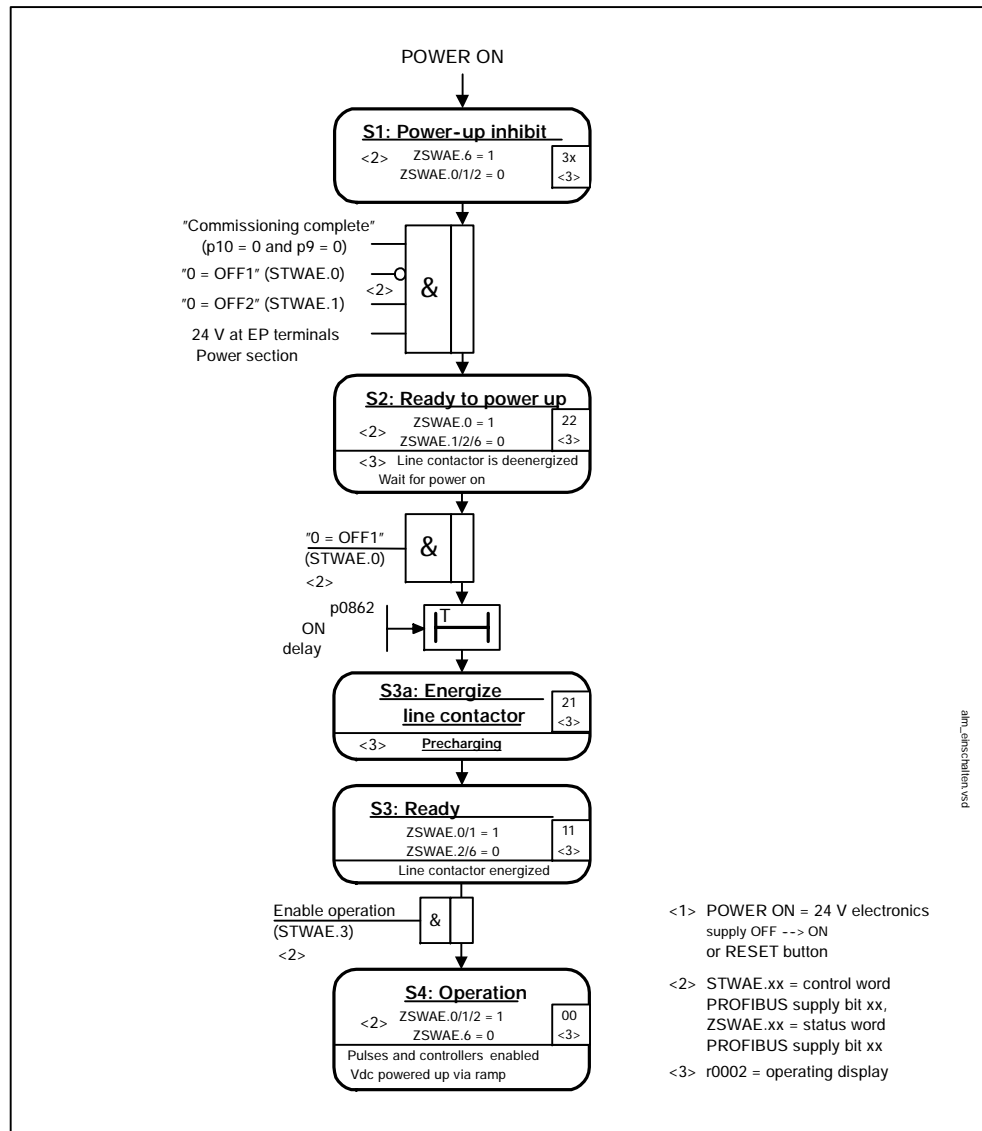 POWER ON
S1: Power-up inhibit
<2> ZSWAE.6 = 1
ZSWAE.0/1/2 = 0
3x
<3>
"Commissioning complete"
(p10 = 0 and p9 = 0)
"0 = OFF1" (STWAE.0)
<2>
"0 = OFF2" (STWAE.1)
24 V at EP terminals
Power section
&
S2: Ready to power up
<2> ZSWAE.0 = 1
ZSWAE.1/2/6 = 0
22
<3>
<3> Line contactor is deenergized
Wait for power on
"0 = OFF1"
(STWAE.0)
<2>
&
p0862
ON
delay
T
S3a: Energize
line contactor
21
<3>
<3> Precharging
S3: Ready
ZSWAE.0/1 = 1
ZSWAE.2/6 = 0
11
<3>
Line contactor energized
Enable operation
(STWAE.3)
<2>
&
S4: Operation
<2> ZSWAE.0/1/2 = 1
ZSWAE.6 = 0
00
<3>
Pulses and controllers enabled
Vdc powered up via ramp
<1> POWER ON = 24 V electronics
supply OFF --> ON
or RESET button
<2> STWAE.xx = control word
PROFIBUS supply bit xx,
ZSWAE.xx = status word
PROFIBUS supply bit xx
<3> r0002 = operating display
alm_einschalten.vsd